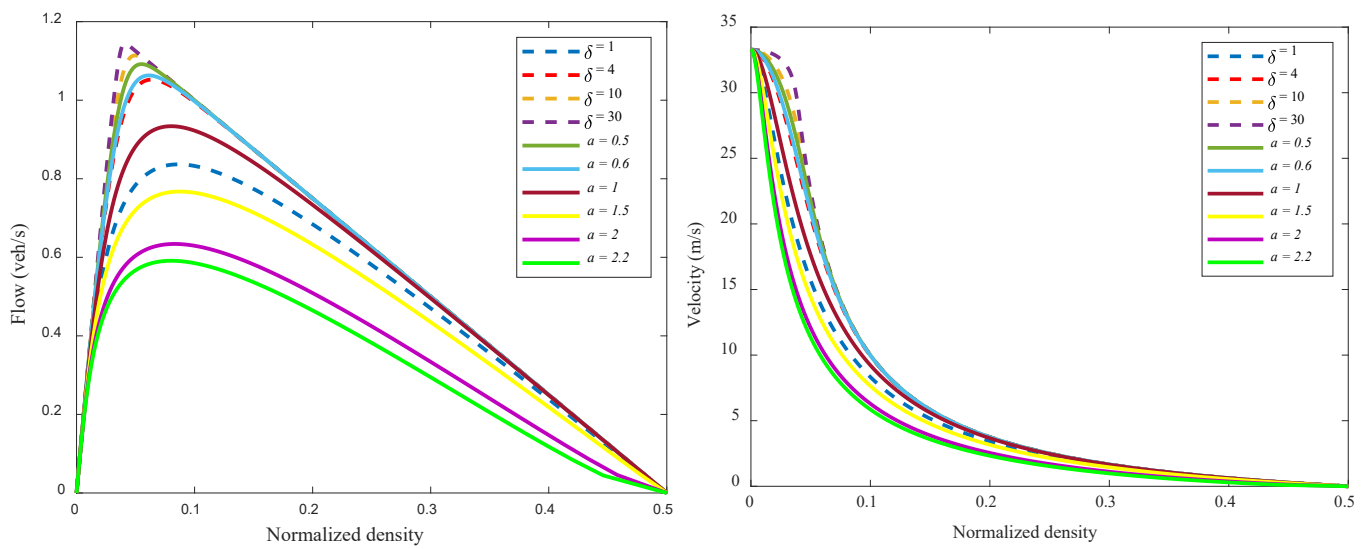 1.2
1
0.8
0.6
0.4
0.2
0
Flow (veh/s)
0 0.1 0.2 0.3 0.4 0.5
Normalized density
δ = 1
δ = 4
δ = 10
δ = 30
a = 0.5
a = 0.6
a = 1
a = 1.5
a = 2
a = 2.2
35
30
25
20
15
10
5
0
Velocity (m/s)
0 0.1 0.2 0.3 0.4 0.5
Normalized density
δ = 1
δ = 4
δ = 10
δ = 30
a = 0.5
a = 0.6
a = 1
a = 1.5
a = 2
a = 2.2